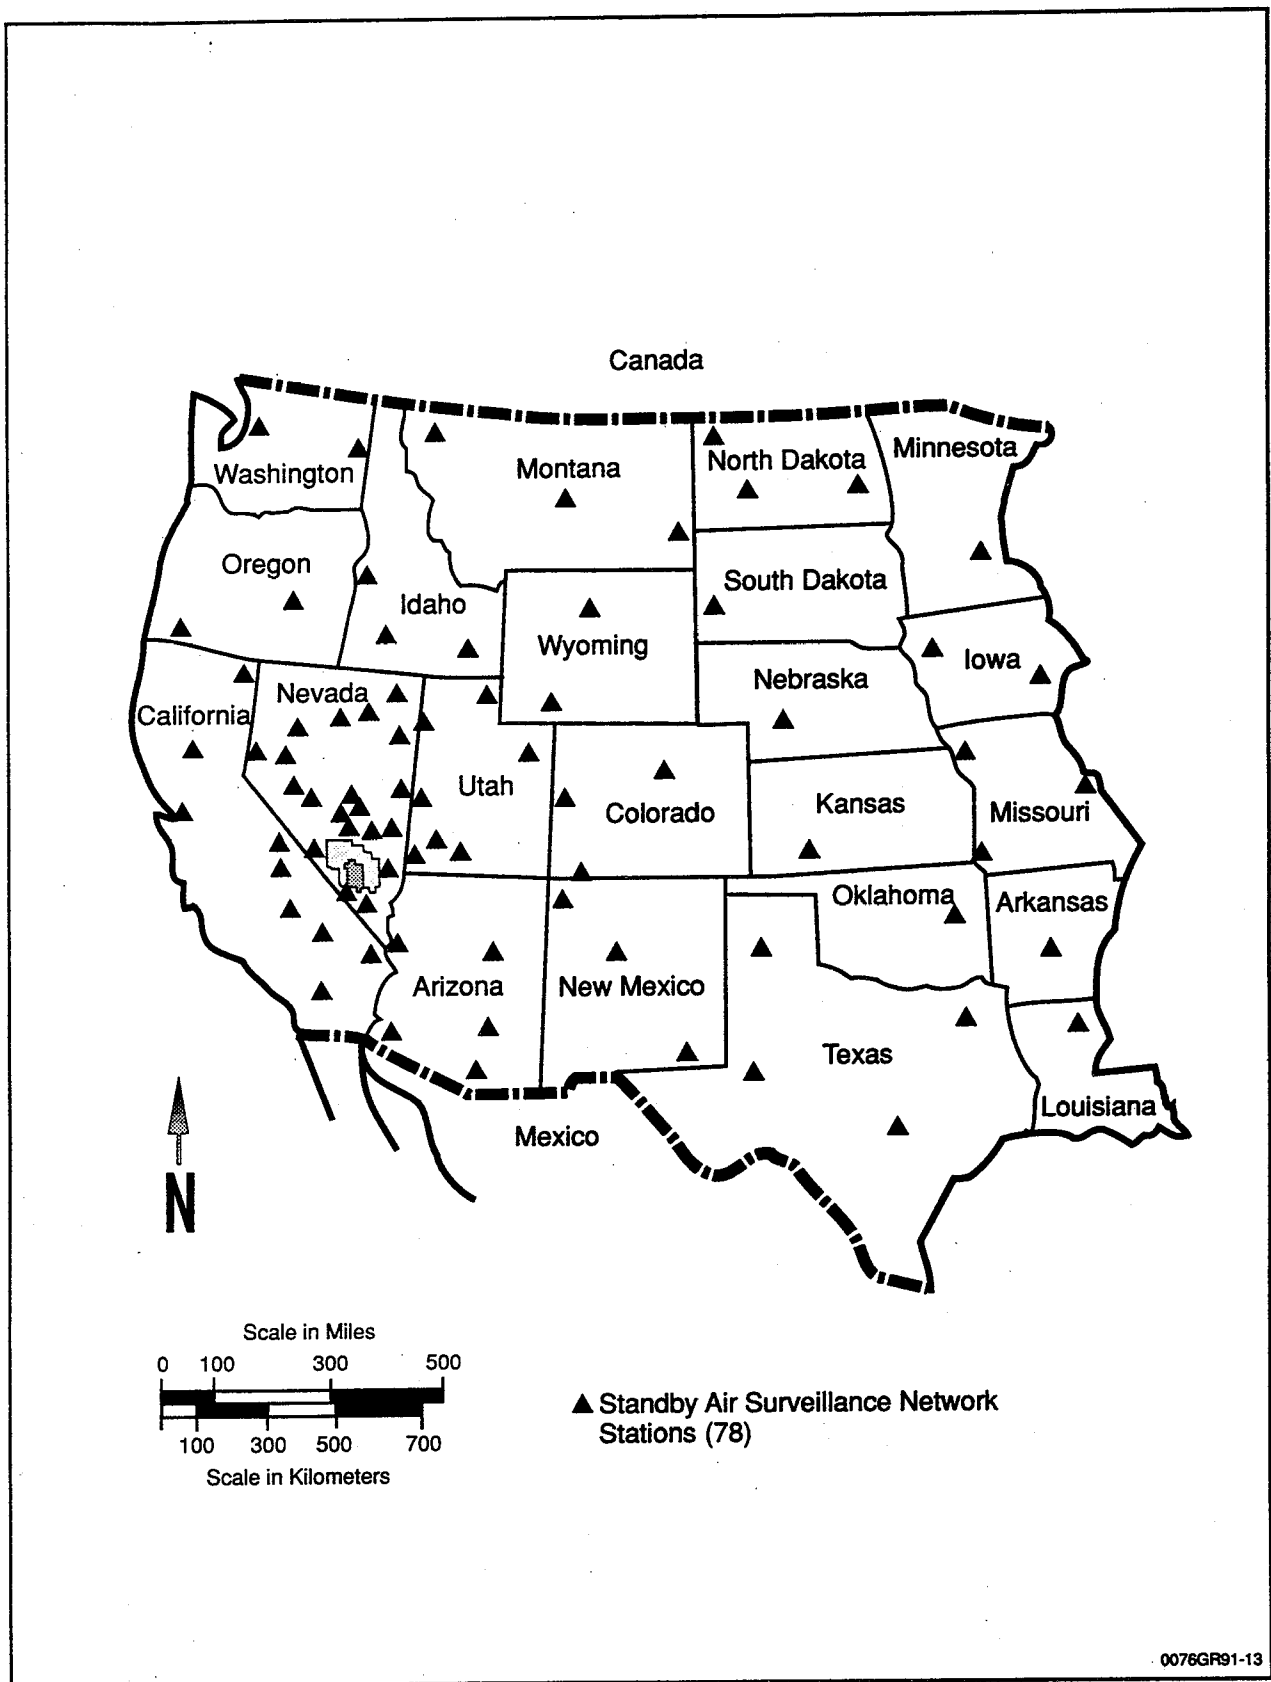 Canada
Washington
Montana
North Dakota
Minnesota
Oregon
Idaho
South Dakota
Wyoming
Iowa
Nebraska
Nevada
California
Utah
Colorado
Kansas
Missouri
Oklahoma
Arkansas
Arizona
New Mexico
Texas
Louisiana
Mexico
N
Scale in Miles
0 100 300 500
100 300 500 700
Scale in Kilometers
Standby Air Surveillance Network
Stations (78)
0076GR91-13